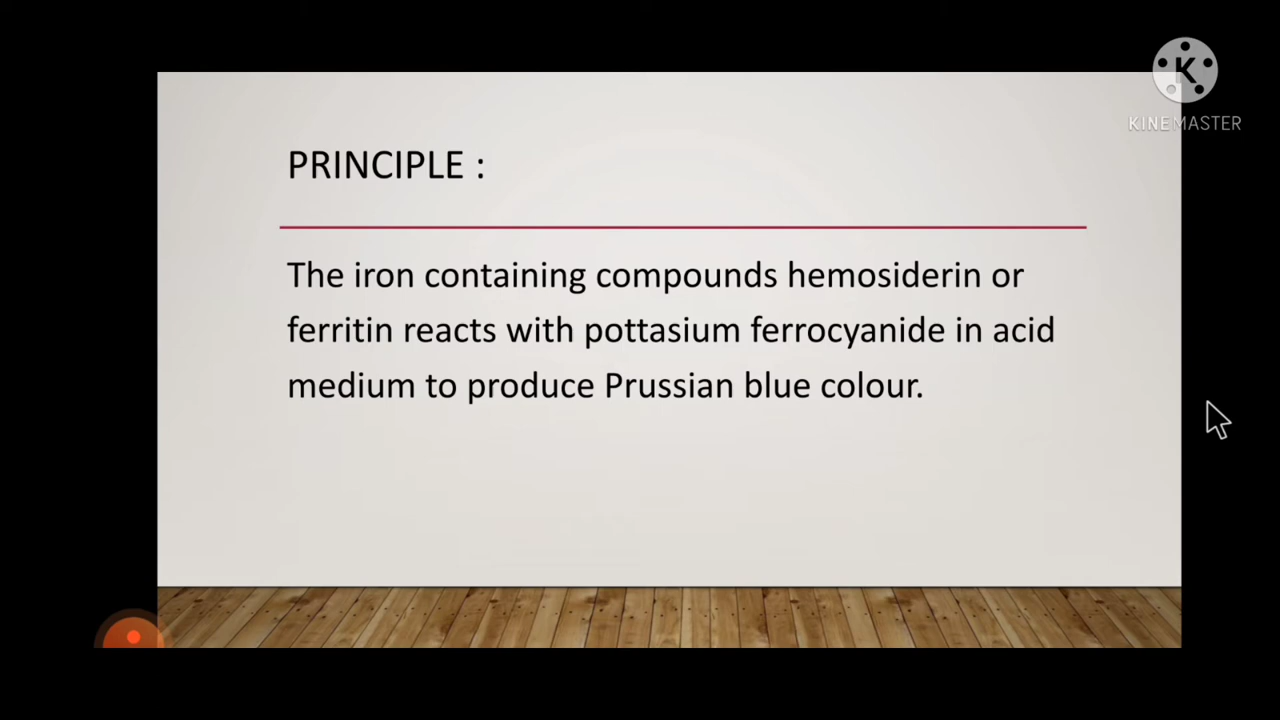 KINEMASTER
PRINCIPLE :
The iron containing compounds hemosiderin or
ferritin reacts with pottasium ferrocyanide in acid
medium to produce Prussian blue colour.